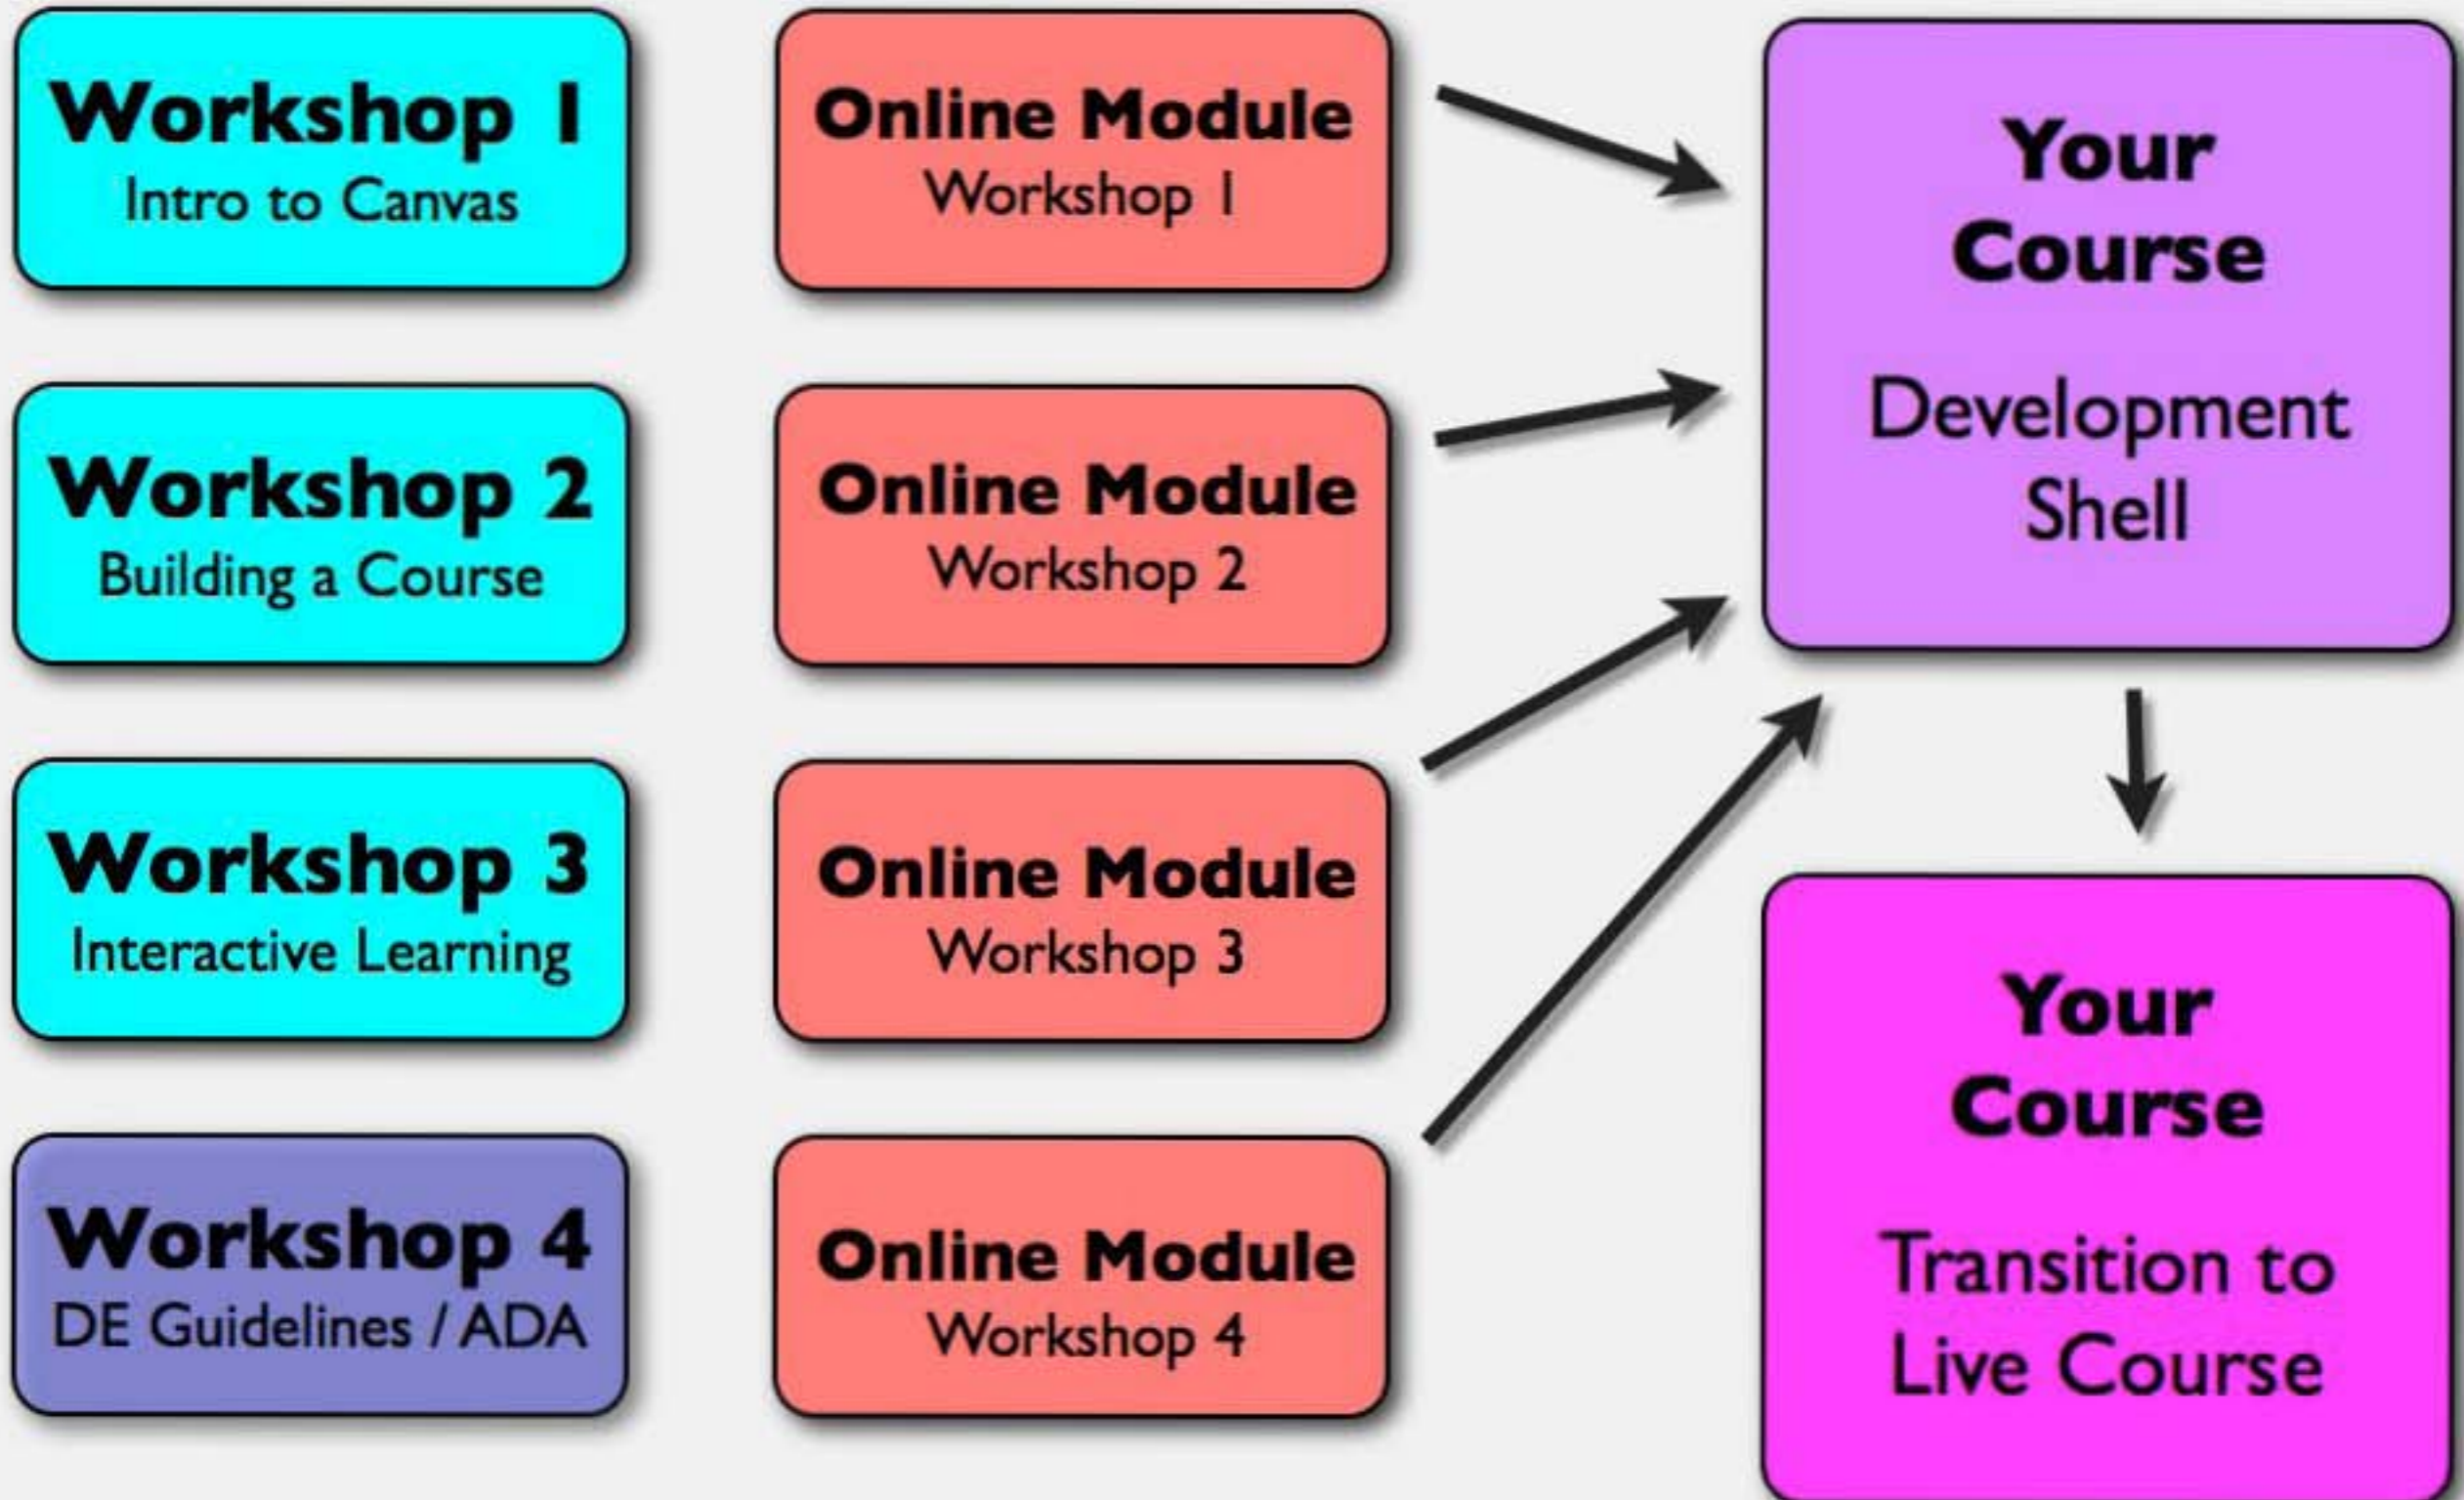 Workshop 1
Intro to Canvas
Online Module
Workshop 1
Your
Course
Development
Shell
Workshop 2
Building a Course
Online Module
Workshop 2
Workshop 3
Interactive Learning
Online Module
Workshop 3
Your
Course
Transition to
Live Course
Workshop 4
DE Guidelines / ADA
Online Module
Workshop 4